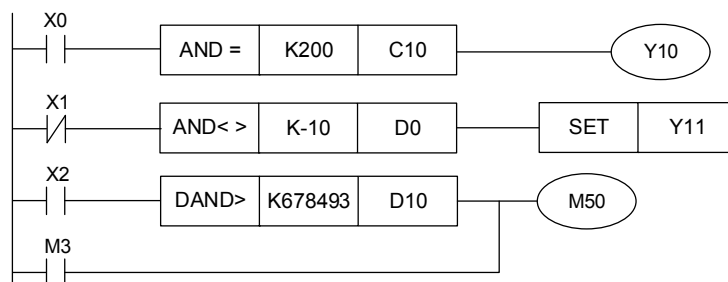 X0
AND = K200 C10 Y10
X1
AND< > K-10 D0 SET Y11
X2
DAND> K678493 D10 M50
M3